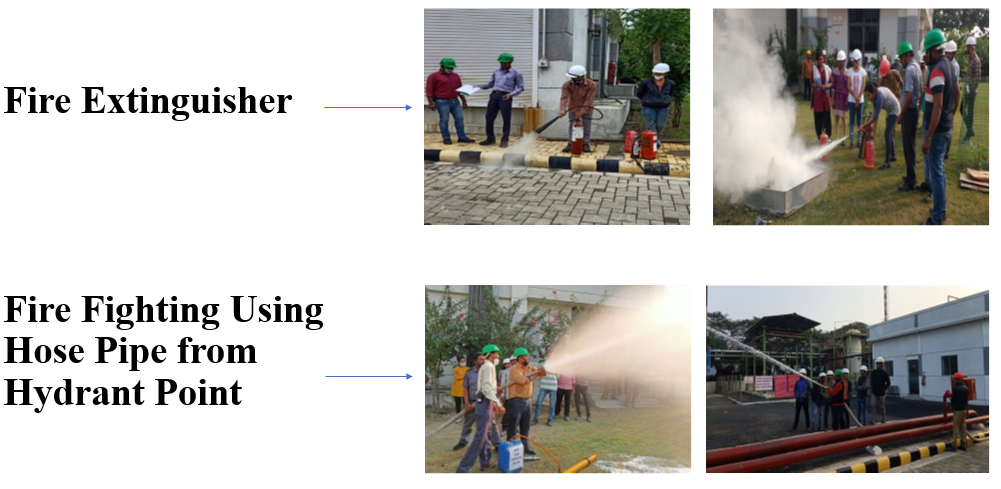 Fire Extinguisher
Fire Fighting Using
Hose Pipe from
Hydrant Point